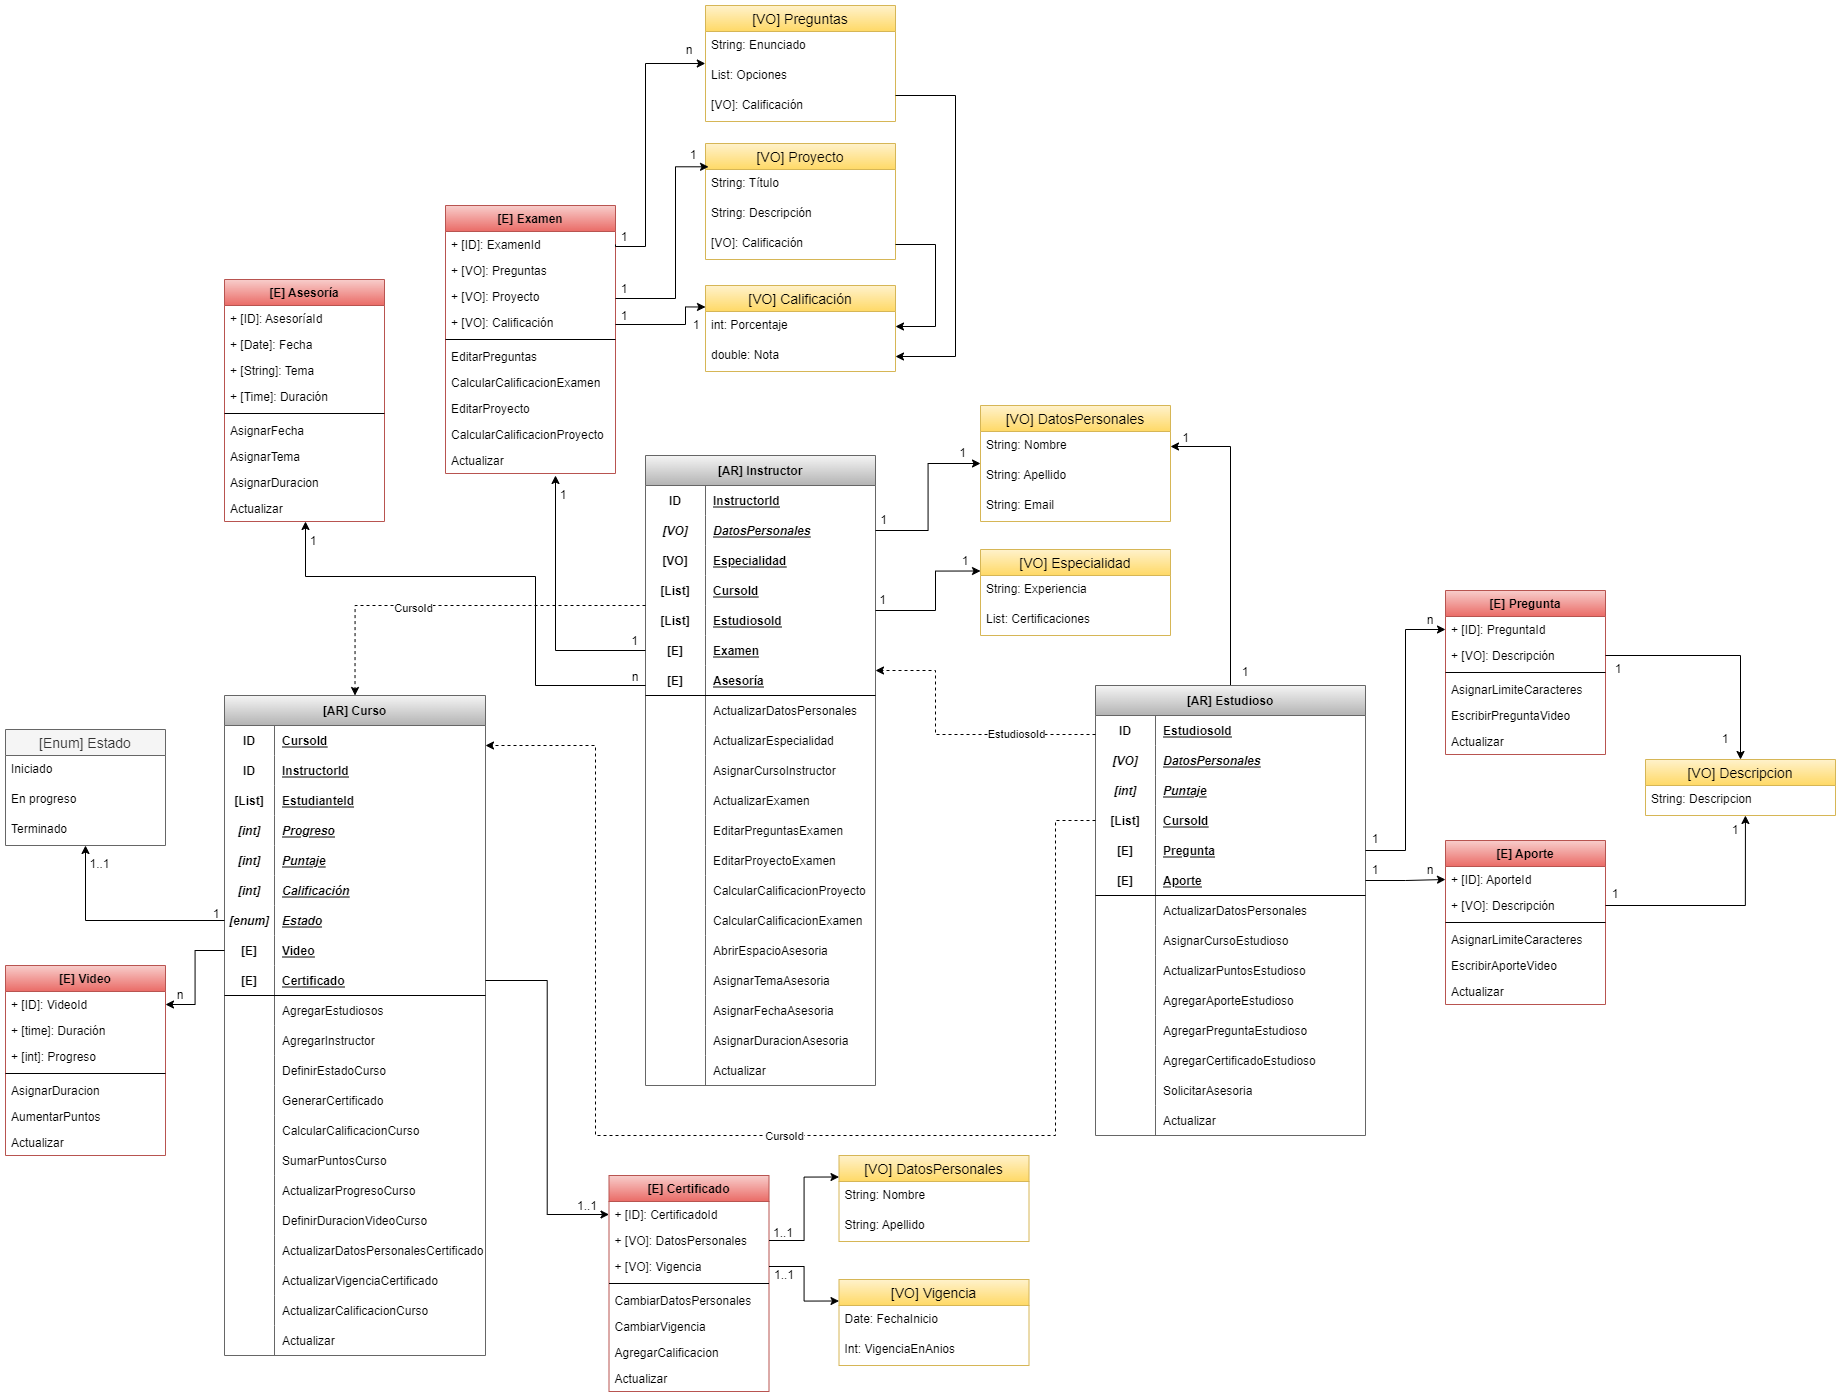 [VO] Preguntas
String: Enunciado
List: Opciones
[VO]: Calificación
n
1
[VO] Proyecto
String: Título
String: Descripción
[VO]: Calificación
1
1
[VO] Calificación
int: Porcentaje
double: Nota
1
1
[E] Examen
+ [ID]: ExamenId
+ [VO]: Preguntas
+ [VO]: Proyecto
+ [VO]: Calificación
EditarPreguntas
CalcularCalificacionExamen
EditarProyecto
CalcularCalificacionProyecto
Actualizar
1
[E] Asesoría
+ [ID]: AsesoríaId
+ [Date]: Fecha
+ [String]: Tema
+ [Time]: Duración
AsignarFecha
AsignarTema
AsignarDuracion
Actualizar
1
[AR] Instructor
ID InstructorId
[VO] DatosPersonales
[VO] Especialidad
[List] CursoId
[List] EstudiosoId
[E] Examen
[E] Asesoría
ActualizarDatosPersonales
ActualizarEspecialidad
AsignarCursoInstructor
ActualizarExamen
EditarPreguntasExamen
EditarProyectoExamen
CalcularCalificacionProyecto
CalcularCalificacionExamen
AbrirEspacioAsesoria
AsignarTemaAsesoria
AsignarFechaAsesoria
AsignarDuracionAsesoria
Actualizar
1
n
1
1
1
1
CursoId
[VO] DatosPersonales
String: Nombre
String: Apellido
String: Email
1
[VO] Especialidad
String: Experiencia
List: Certificaciones
1
EstudiosoId
[AR] Estudioso
ID EstudiosoId
[VO] DatosPersonales
[int] Puntaje
[List] CursoId
[E] Pregunta
[E] Aporte
ActualizarDatosPersonales
AsignarCursoEstudioso
ActualizarPuntosEstudioso
AgregarAporteEstudioso
AgregarPreguntaEstudioso
AgregarCertificadoEstudioso
SolicitarAsesoria
Actualizar
1
1
n
n
[E] Pregunta
+ [ID]: PreguntaId
+ [VO]: Descripción
AsignarLimiteCaracteres
EscribirPreguntaVideo
Actualizar
1
1
[VO] Descripcion
String: Descripcion
1
1
[E] Aporte
+ [ID]: AporteId
+ [VO]: Descripción
AsignarLimiteCaracteres
EscribirAporteVideo
Actualizar
[AR] Curso
ID CursoId
ID InstructorId
[List] EstudianteId
[int] Progreso
[int] Puntaje
[int] Calificación
[enum] Estado
[E] Video
[E] Certificado
AgregarEstudiosos
AgregarInstructor
DefinirEstadoCurso
GenerarCertificado
CalcularCalificacionCurso
SumarPuntosCurso
ActualizarProgresoCurso
DefinirDuracionVideoCurso
ActualizarDatosPersonalesCertificado
ActualizarVigenciaCertificado
ActualizarCalificacionCurso
Actualizar
[Enum] Estado
Iniciado
En progreso
Terminado
1..1
1
n
[E] Video
+ [ID]: VideoId
+ [time]: Duración
+ [int]: Progreso
AsignarDuracion
AumentarPuntos
Actualizar
CursoId
1..1
[E] Certificado
+ [ID]: CertificadoId
+ [VO]: DatosPersonales
+ [VO]: Vigencia
CambiarDatosPersonales
CambiarVigencia
AgregarCalificacion
Actualizar
1..1
1..1
[VO] DatosPersonales
String: Nombre
String: Apellido
[VO] Vigencia
Date: FechaInicio
Int: VigenciaEnAnios